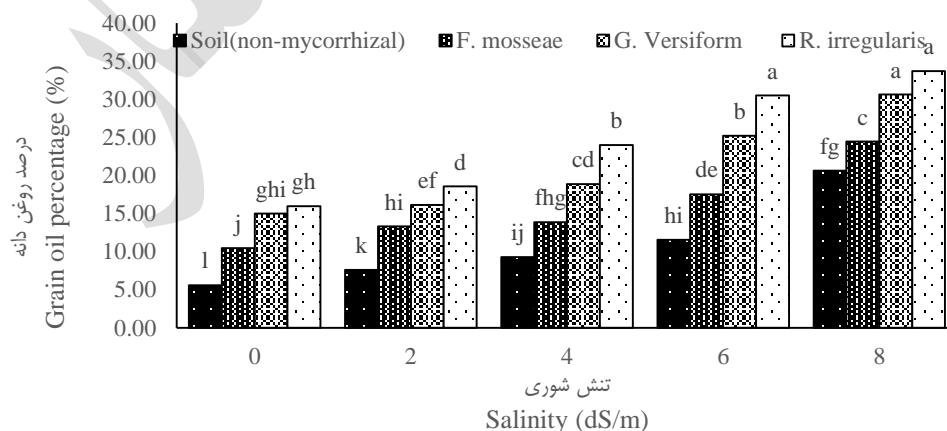 40.00
35.00
30.00
25.00
20.00
15.00
10.00
5.00
0.00
درصد روغن دانه
Grain oil percentage (%)
Soil(non-mycorrhizal) F. mosseae G. Versiform R. irregularis
l j ghi gh
k hi ef d
ij fhg cd b
hi de b a
fg c a a
0 2 4 6 8
تنش شوری
Salinity (dS/m)